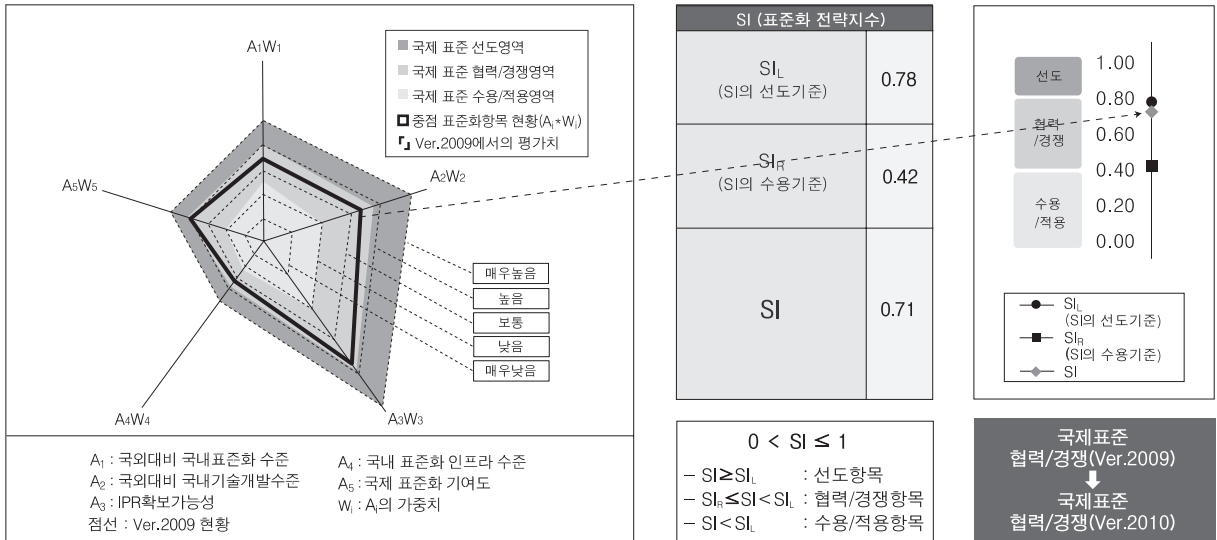 A₁W₁
A₂W₂
A₃W₃
A₄W₄
A₅W₅
국제 표준 선도영역
국제 표준 협력/경쟁영역
국제 표준 수용/적용영역
중점 표준화항목 현황(Aᵢ*Wᵢ)
Ver.2009에서의 평가치
매우높음
높음
보통
낮음
매우낮음
A₁ : 국외대비 국내표준화 수준
A₂ : 국외대비 국내기술개발수준
A₃ : IPR확보가능성
점선 : Ver.2009 현황
A₄ : 국내 표준화 인프라 수준
A₅ : 국제 표준화 기여도
Wᵢ : Aᵢ의 가중치
SI (표준화 전략지수)
SI_L
(SI의 선도기준)
0.78
SI_R
(SI의 수용기준)
0.42
SI
0.71
0 < SI ≤ 1
– SI≥SI_L : 선도항목
– SI_R≤SI<SI_L : 협력/경쟁항목
– SI<SI_L : 수용/적용항목
선도
협력
/경쟁
수용
/적용
1.00
0.80
0.60
0.40
0.20
0.00
SI_L
(SI의 선도기준)
SI_R
(SI의 수용기준)
SI
국제표준
협력/경쟁(Ver.2009)
국제표준
협력/경쟁(Ver.2010)